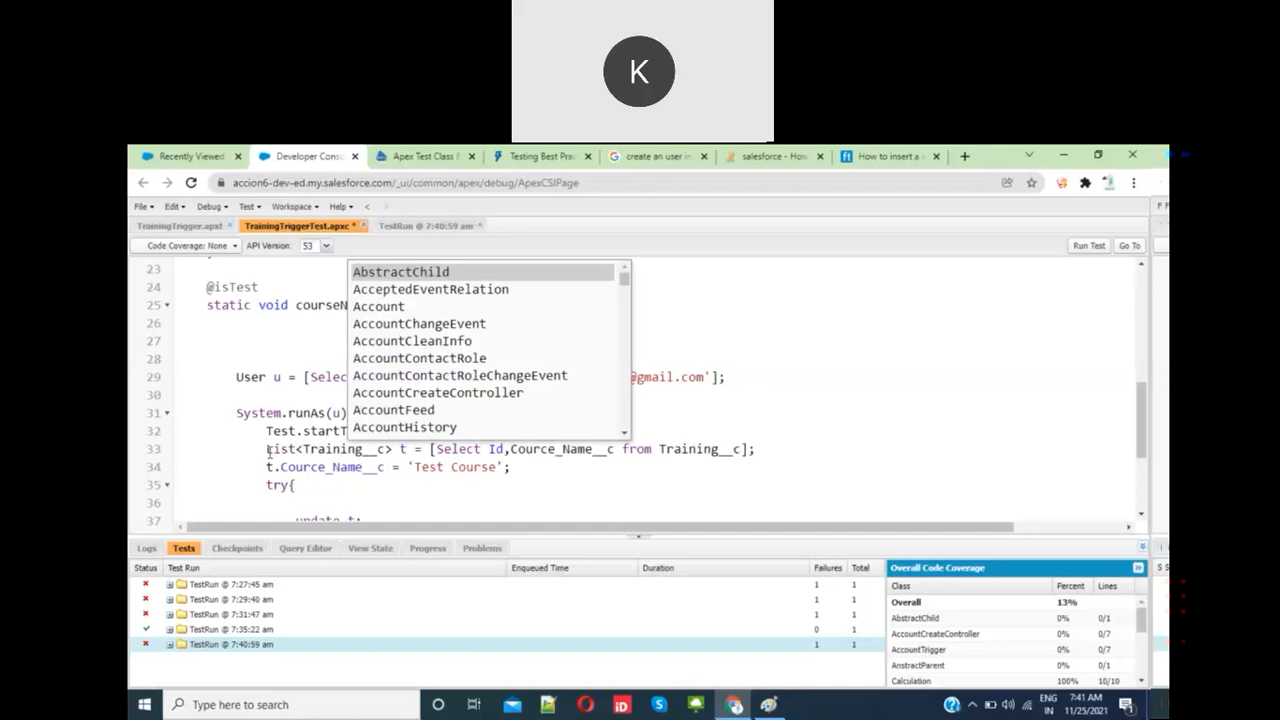 K
Recently Viewed
Developer Conso
Apex Test Class
Testing Best Prac
create an user in
salesforce - How
How to insert a
accion6-dev-ed.my.salesforce.com/_ui/common/apex/debug/ApexCSIPage
File Edit Debug Test Workspace Help <
TrainingTrigger.apxt TrainingTriggerTest.apxc * TestRun @ 7:40:59 am
Code Coverage: None API Version: 53 Run Test Go To
23
24 @isTest
25 static void courseN
26
27
28
29 User u = [Selec @gmail.com'];
30
31 System.runAs(u)
32 Test.startT
33 List<Training__c> t = [Select Id,Cource_Name__c from Training__c];
34 t.Cource_Name__c = 'Test Course';
35 try{
36
37 update t;
AbstractChild
AcceptedEventRelation
Account
AccountChangeEvent
AccountCleanInfo
AccountContactRole
AccountContactRoleChangeEvent
AccountCreateController
AccountFeed
AccountHistory
Logs Tests Checkpoints Query Editor View State Progress Problems
Status Test Run Enqueued Time Duration Failures Total
TestRun @ 7:27:45 am 1 1
TestRun @ 7:29:40 am 1 1
TestRun @ 7:31:47 am 1 1
TestRun @ 7:35:22 am 0 1
TestRun @ 7:40:59 am 1 1
Overall Code Coverage
Class Percent Lines
Overall 13%
AbstractChild 0% 0/1
AccountCreateController 0% 0/7
AccountTrigger 0% 0/7
AnstractParent 0% 0/1
Calculation 100% 10/10
Type here to search
ENG
IN
7:41 AM
11/25/2021